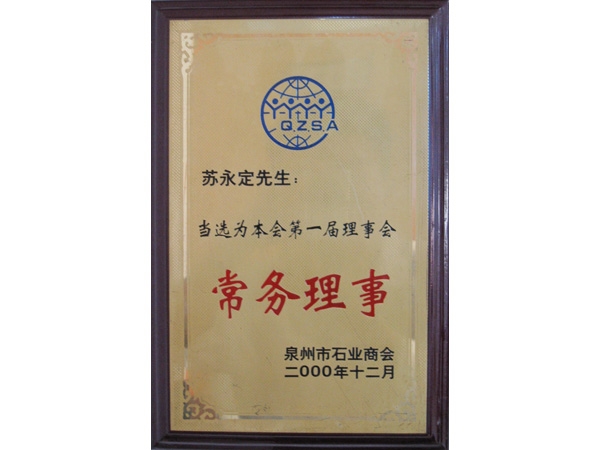 Q.Z.S.A
苏永定先生：
当选为本会第一届理事会
常务理事
泉州市石业商会
二000年十二月